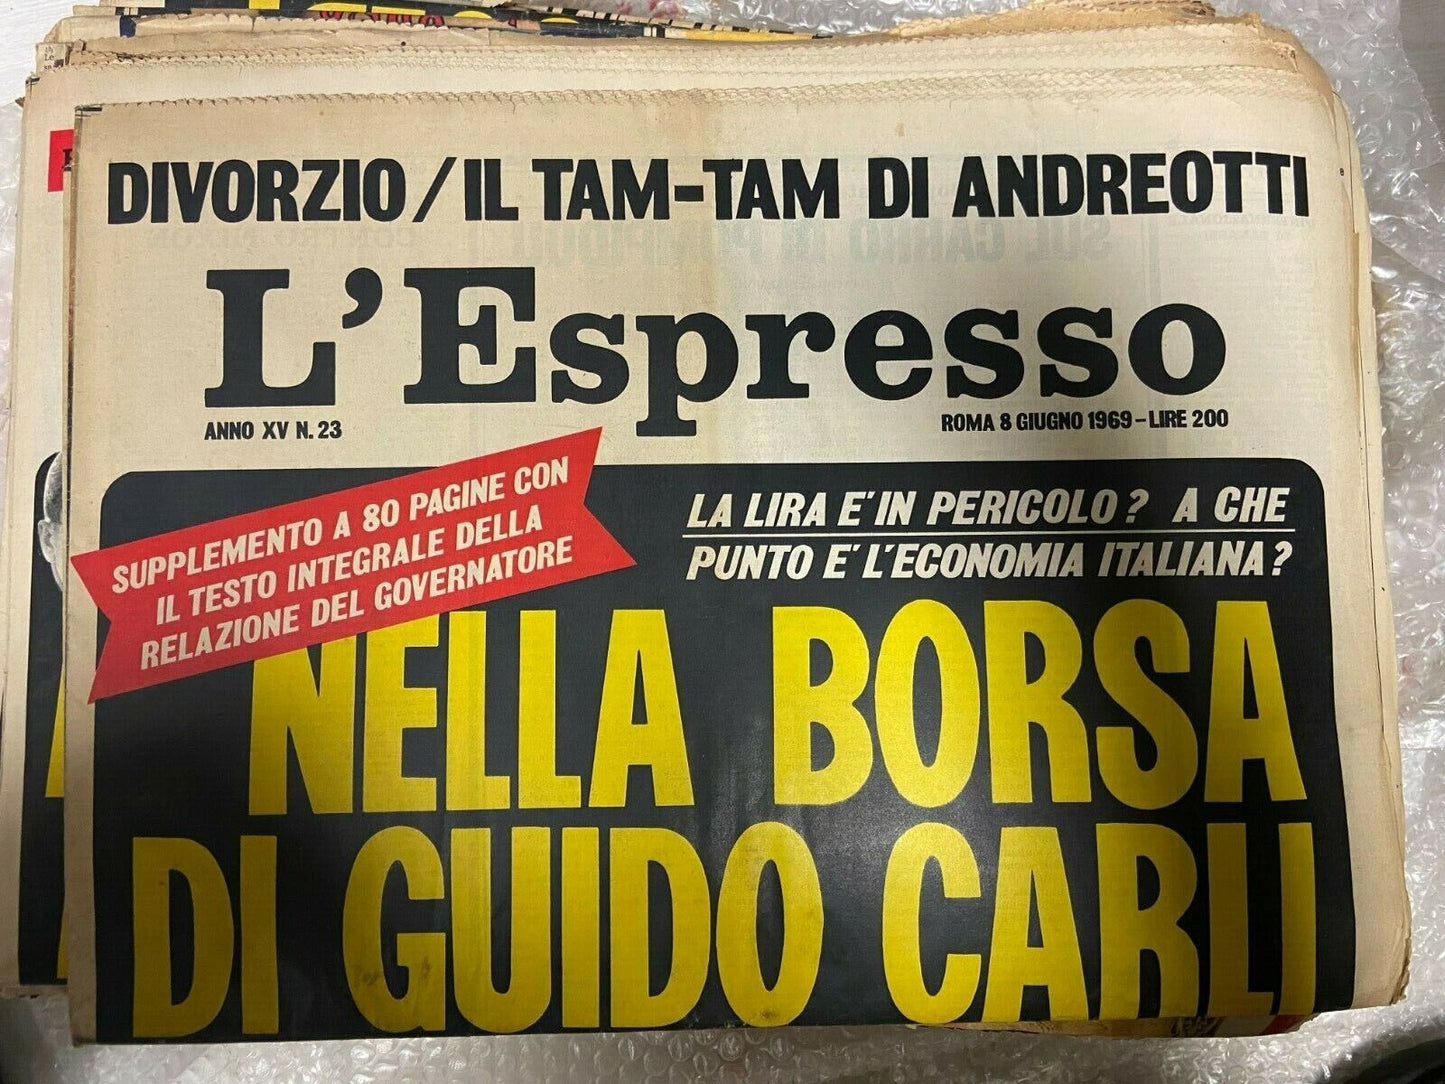 DIVORZIO/IL TAM-TAM DI ANDREOTTI
L'Espresso
ANNO XV N. 23
ROMA 8 GIUGNO 1969 - LIRE 200
SUPPLEMENTO A 80 PAGINE CON
IL TESTO INTEGRALE DELLA
RELAZIONE DEL GOVERNATORE
LA LIRA E' IN PERICOLO? A CHE
PUNTO E' L'ECONOMIA ITALIANA?
NELLA BORSA
DI GUIDO CARLI